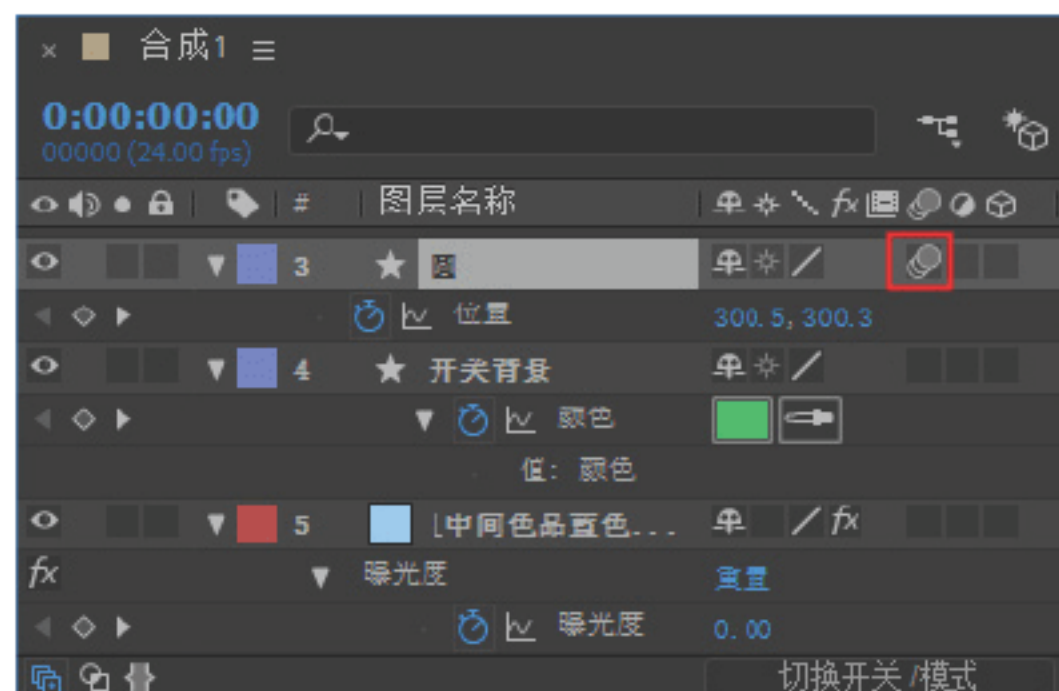 合成1
0:00:00:00
00000 (24.00 fps)
# 图层名称
3 圆
位置 300.5, 300.3
4 开关背景
颜色
值: 颜色
5 [中间色品蓝色...
fx 曝光度 重置
曝光度 0.00
切换开关/模式